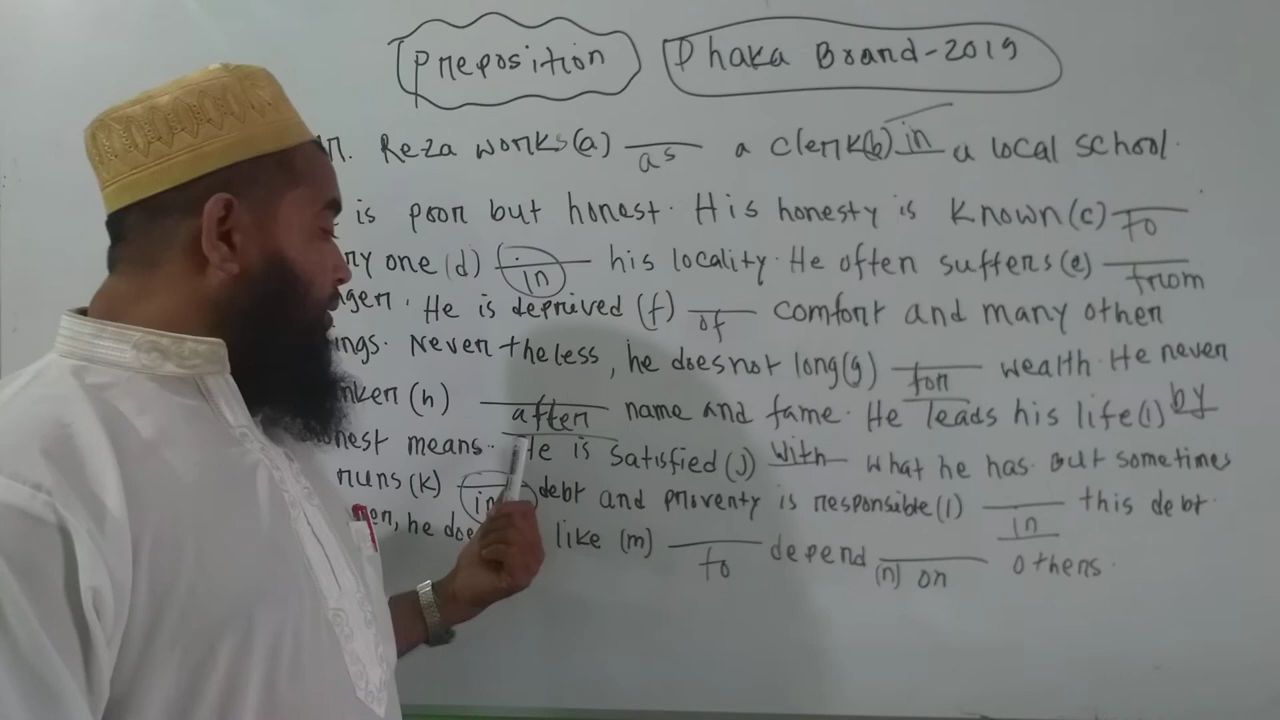 Preposition
Dhaka Board-2019
Reza works (a) as a clerk (b) in a local school.
is poor but honest. His honesty is known (c) to
one (d) in his locality. He often suffers (e) from
He is deprived (f) of comfort and many other
Never theless, he does not long (g) for wealth. He never
(h) after name and fame. He leads his life (i) by
means. He is satisfied (j) with what he has. But sometimes
runs (k) in debt and proverty is responsible (l) in this debt.
he like (m) to depend (n) on others.